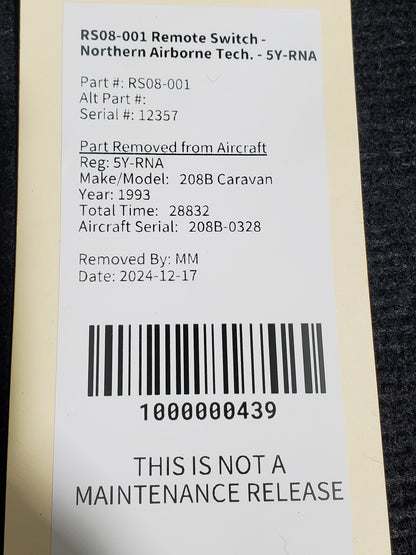 RS08-001 Remote Switch -
Northern Airborne Tech. - 5Y-RNA
Part #: RS08-001
Alt Part #:
Serial #: 12357
Part Removed from Aircraft
Reg: 5Y-RNA
Make/Model: 208B Caravan
Year: 1993
Total Time: 28832
Aircraft Serial: 208B-0328
Removed By: MM
Date: 2024-12-17
1000000439
THIS IS NOT A
MAINTENANCE RELEASE